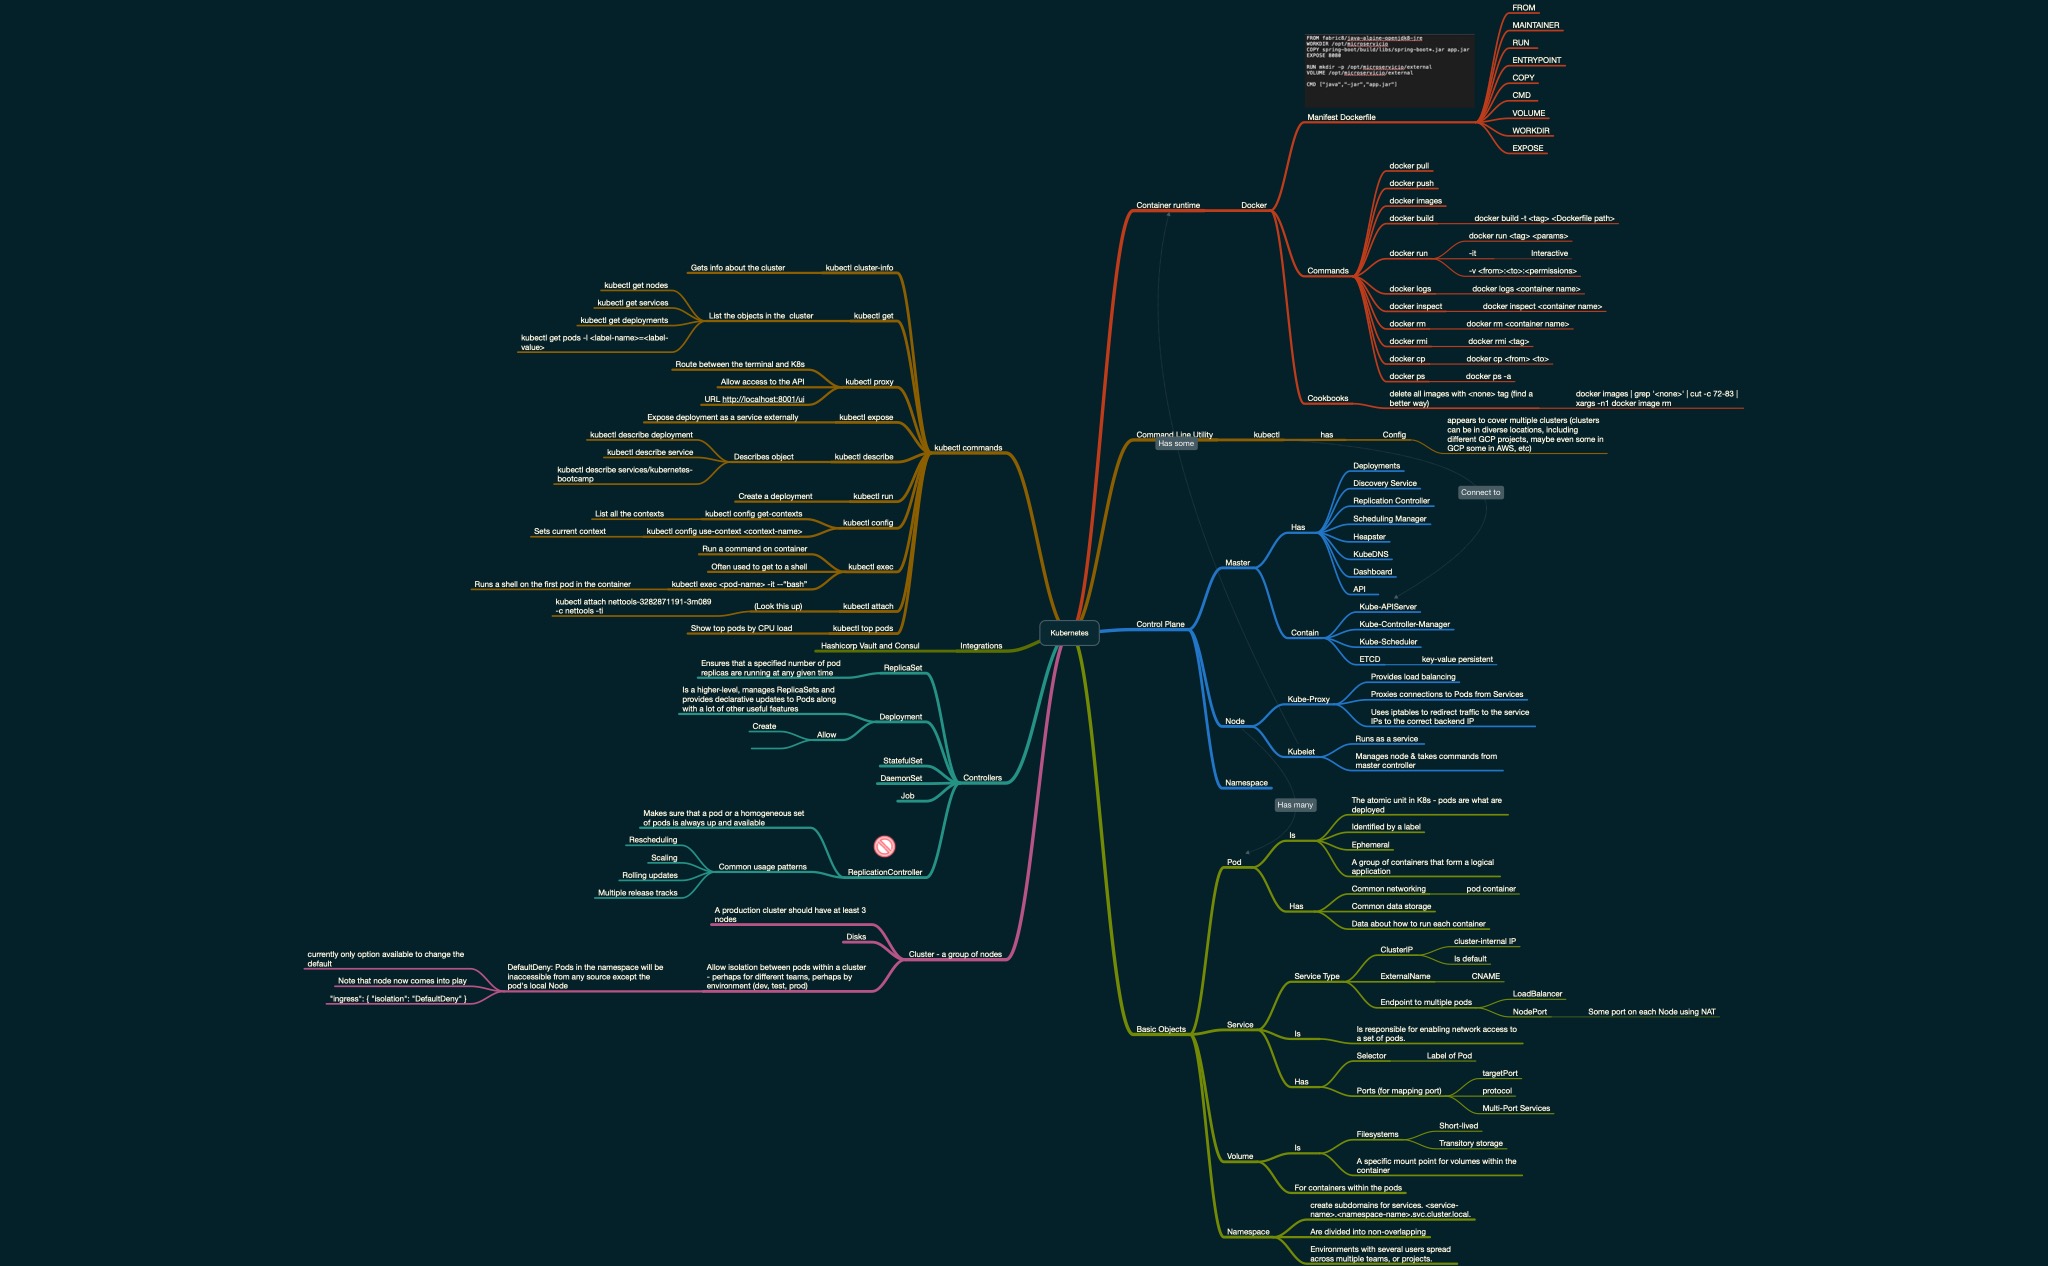 Kubernetes
Container runtime
Docker
Manifest Dockerfile
FROM fabric8/java-alpine-openjdk8-jre
WORKDIR /opt/microservicio
COPY spring-boot/build/libs/spring-boot*.jar app.jar
EXPOSE 8080
RUN mkdir -p /opt/microservicio/external
VOLUME /opt/microservicio/external
CMD ["java","-jar","app.jar"]
FROM
MAINTAINER
RUN
ENTRYPOINT
COPY
CMD
VOLUME
WORKDIR
EXPOSE
Commands
docker pull
docker push
docker images
docker build
docker build -t <tag> <Dockerfile path>
docker run
docker run <tag> <params>
-it
Interactive
-v <from>:<to>:<permissions>
docker logs
docker logs <container name>
docker inspect
docker inspect <container name>
docker rm
docker rm <container name>
docker rmi
docker rmi <tag>
docker cp
docker cp <from> <to>
docker ps
docker ps -a
Cookbooks
delete all images with <none> tag (find a
better way)
docker images | grep '<none>' | cut -c 72-83 |
xargs -n1 docker image rm
Command Line Utility
Has some
kubectl
has
Config
appears to cover multiple clusters (clusters
can be in diverse locations, including
different GCP projects, maybe even some in
GCP some in AWS, etc)
Connect to
Control Plane
Master
Has
Deployments
Discovery Service
Replication Controller
Scheduling Manager
Heapster
KubeDNS
Dashboard
API
Contain
Kube-APIServer
Kube-Controller-Manager
Kube-Scheduler
ETCD
key-value persistent
Node
Kube-Proxy
Provides load balancing
Proxies connections to Pods from Services
Uses iptables to redirect traffic to the service
IPs to the correct backend IP
Kubelet
Runs as a service
Manages node & takes commands from
master controller
Namespace
Has many
Basic Objects
Pod
Is
The atomic unit in K8s - pods are what are
deployed
Identified by a label
Ephemeral
A group of containers that form a logical
application
Has
Common networking
pod container
Common data storage
Data about how to run each container
Service
Service Type
ClusterIP
cluster-internal IP
Is default
ExternalName
CNAME
Endpoint to multiple pods
LoadBalancer
NodePort
Some port on each Node using NAT
Is
Is responsible for enabling network access to
a set of pods.
Has
Selector
Label of Pod
Ports (for mapping port)
targetPort
protocol
Multi-Port Services
Volume
Is
Filesystems
Short-lived
Transitory storage
A specific mount point for volumes within the
container
For containers within the pods
Namespace
create subdomains for services. <service-
name>.<namespace-name>.svc.cluster.local.
Are divided into non-overlapping
Environments with several users spread
across multiple teams, or projects.
kubectl commands
kubectl cluster-info
Gets info about the cluster
kubectl get
List the objects in the  cluster
kubectl get nodes
kubectl get services
kubectl get deployments
kubectl get pods -l <label-name>=<label-
value>
kubectl proxy
Route between the terminal and K8s
Allow access to the API
URL http://localhost:8001/ui
kubectl expose
Expose deployment as a service externally
kubectl describe
Describes object
kubectl describe deployment
kubectl describe service
kubectl describe services/kubernetes-
bootcamp
kubectl run
Create a deployment
kubectl config
kubectl config get-contexts
List all the contexts
kubectl config use-context <context-name>
Sets current context
kubectl exec
Run a command on container
Often used to get to a shell
kubectl exec <pod-name> -it --"bash"
Runs a shell on the first pod in the container
kubectl attach
(Look this up)
kubectl attach nettools-3282871191-3m089
-c nettools -ti
kubectl top pods
Show top pods by CPU load
Integrations
Hashicorp Vault and Consul
Controllers
ReplicaSet
Ensures that a specified number of pod
replicas are running at any given time
Deployment
Is a higher-level, manages ReplicaSets and
provides declarative updates to Pods along
with a lot of other useful features
Allow
Create
StatefulSet
DaemonSet
Job
ReplicationController
Makes sure that a pod or a homogeneous set
of pods is always up and available
Common usage patterns
Rescheduling
Scaling
Rolling updates
Multiple release tracks
Cluster - a group of nodes
A production cluster should have at least 3
nodes
Disks
Allow isolation between pods within a cluster
- perhaps for different teams, perhaps by
environment (dev, test, prod)
DefaultDeny: Pods in the namespace will be
inaccessible from any source except the
pod's local Node
currently only option available to change the
default
Note that node now comes into play
"ingress": { "isolation": "DefaultDeny" }